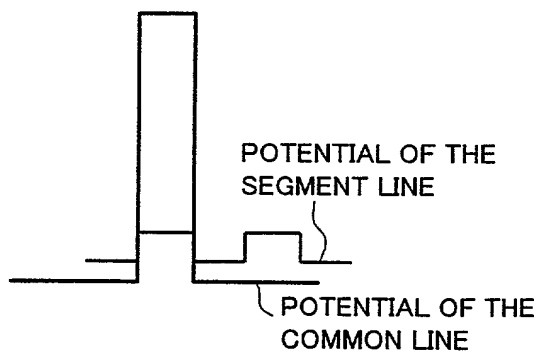 POTENTIAL OF THE
SEGMENT LINE
POTENTIAL OF THE
COMMON LINE